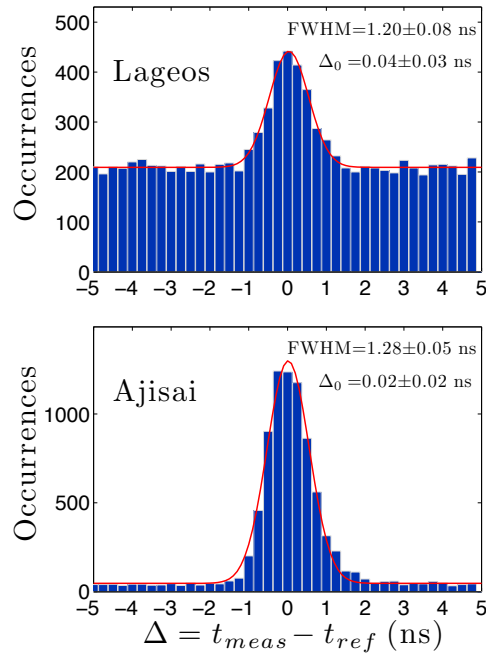 500
400
300
200
100
0
Occurrences
Lageos
FWHM=1.20±0.08 ns
Δ₀ =0.04±0.03 ns
−5 −4 −3 −2 −1 0 1 2 3 4 5
1000
500
0
Occurrences
Ajisai
FWHM=1.28±0.05 ns
Δ₀ =0.02±0.02 ns
−5 −4 −3 −2 −1 0 1 2 3 4 5
Δ = t_meas − t_ref (ns)